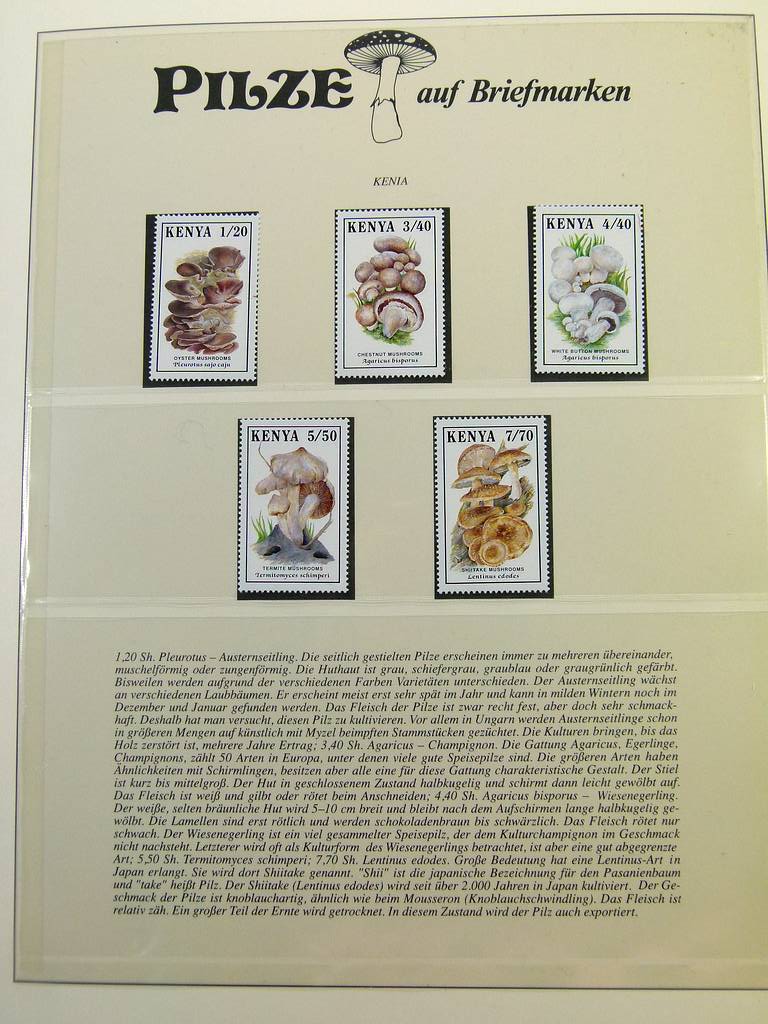 PILZE auf Briefmarken
KENIA
KENYA 1/20
OYSTER MUSHROOMS
Pleurotus sajo caju
KENYA 3/40
CHESTNUT MUSHROOMS
Agaricus bisporus
KENYA 4/40
WHITE BUTTON MUSHROOMS
Agaricus bisporus
KENYA 5/50
TERMITE MUSHROOMS
Termitomyces schimperi
KENYA 7/70
SHIITAKE MUSHROOMS
Lentinus edodes
1,20 Sh. Pleurotus – Austernseitling. Die seitlich gestielten Pilze erscheinen immer zu mehreren übereinander,
muschelförmig oder zungenförmig. Die Huthaut ist grau, schiefergrau, graublau oder graugrünlich gefärbt.
Bisweilen werden aufgrund der verschiedenen Farben Varietäten unterschieden. Der Austernseitling wächst
an verschiedenen Laubbäumen. Er erscheint meist erst sehr spät im Jahr und kann in milden Wintern noch im
Dezember und Januar gefunden werden. Das Fleisch der Pilze ist zwar recht fest, aber doch sehr schmack-
haft. Deshalb hat man versucht, diesen Pilz zu kultivieren. Vor allem in Ungarn werden Austernseitlinge schon
in größeren Mengen auf künstlich mit Myzel beimpften Stammstücken gezüchtet. Die Kulturen bringen, bis das
Holz zerstört ist, mehrere Jahre Ertrag; 3,40 Sh. Agaricus – Champignon. Die Gattung Agaricus, Egerlinge,
Champignons, zählt 50 Arten in Europa, unter denen viele gute Speisepilze sind. Die größeren Arten haben
Ähnlichkeiten mit Schirmlingen, besitzen aber alle eine für diese Gattung charakteristische Gestalt. Der Stiel
ist kurz bis mittelgroß. Der Hut in geschlossenem Zustand halbkugelig und schirmt dann leicht gewölbt auf.
Das Fleisch ist weiß und gilbt oder rötet beim Anschneiden; 4,40 Sh. Agaricus bisporus – Wiesenegerling.
Der weiße, selten bräunliche Hut wird 5–10 cm breit und bleibt nach dem Aufschirmen lange halbkugelig ge-
wölbt. Die Lamellen sind erst rötlich und werden schokoladenbraun bis schwärzlich. Das Fleisch rötet nur
schwach. Der Wiesenegerling ist ein viel gesammelter Speisepilz, der dem Kulturchampignon im Geschmack
nicht nachsteht. Letzterer wird oft als Kulturform des Wiesenegerlings betrachtet, ist aber eine gut abgegrenzte
Art; 5,50 Sh. Termitomyces schimperi; 7,70 Sh. Lentinus edodes. Große Bedeutung hat eine Lentinus-Art in
Japan erlangt. Sie wird dort Shiitake genannt. "Shii" ist die japanische Bezeichnung für den Pasanienbaum
und "take" heißt Pilz. Der Shiitake (Lentinus edodes) wird seit über 2.000 Jahren in Japan kultiviert. Der Ge-
schmack der Pilze ist knoblauchartig, ähnlich wie beim Mousseron (Knoblauchschwindling). Das Fleisch ist
relativ zäh. Ein großer Teil der Ernte wird getrocknet. In diesem Zustand wird der Pilz auch exportiert.